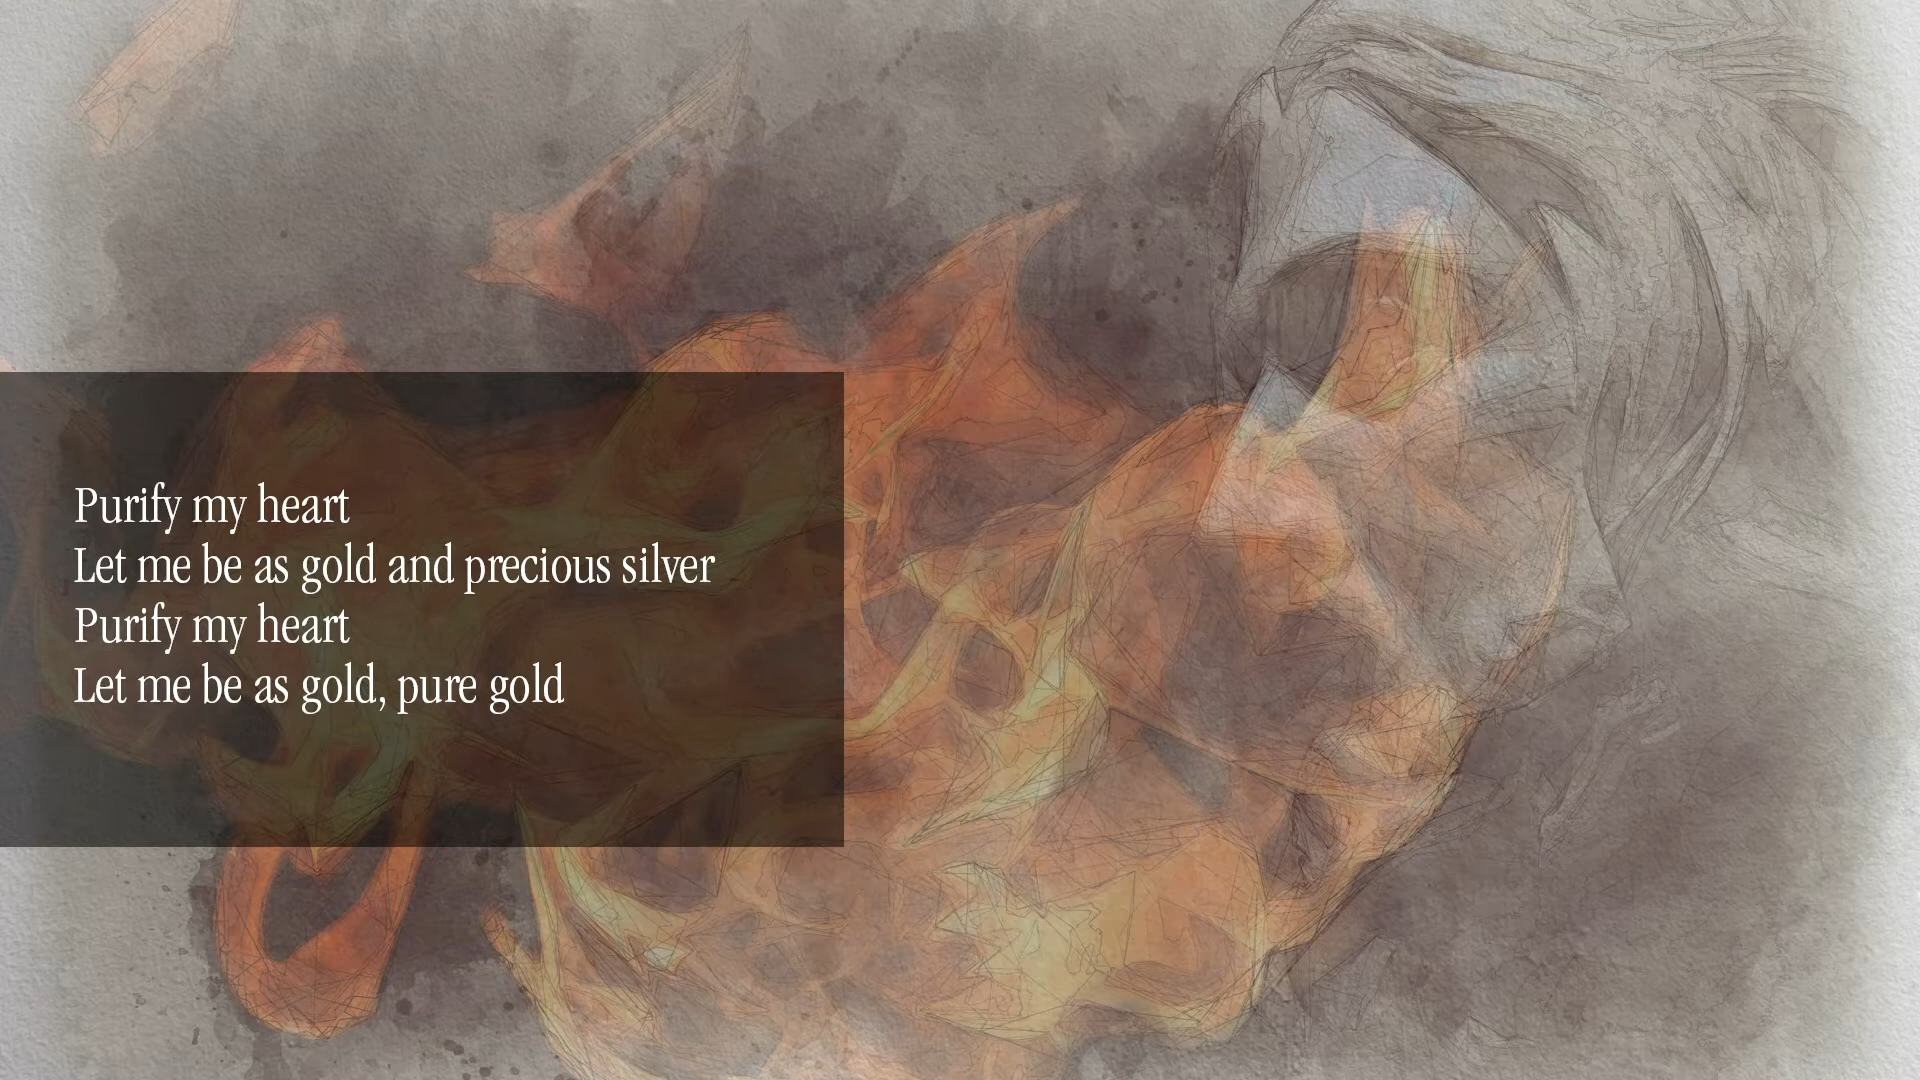 Purify my heart
Let me be as gold and precious silver
Purify my heart
Let me be as gold, pure gold